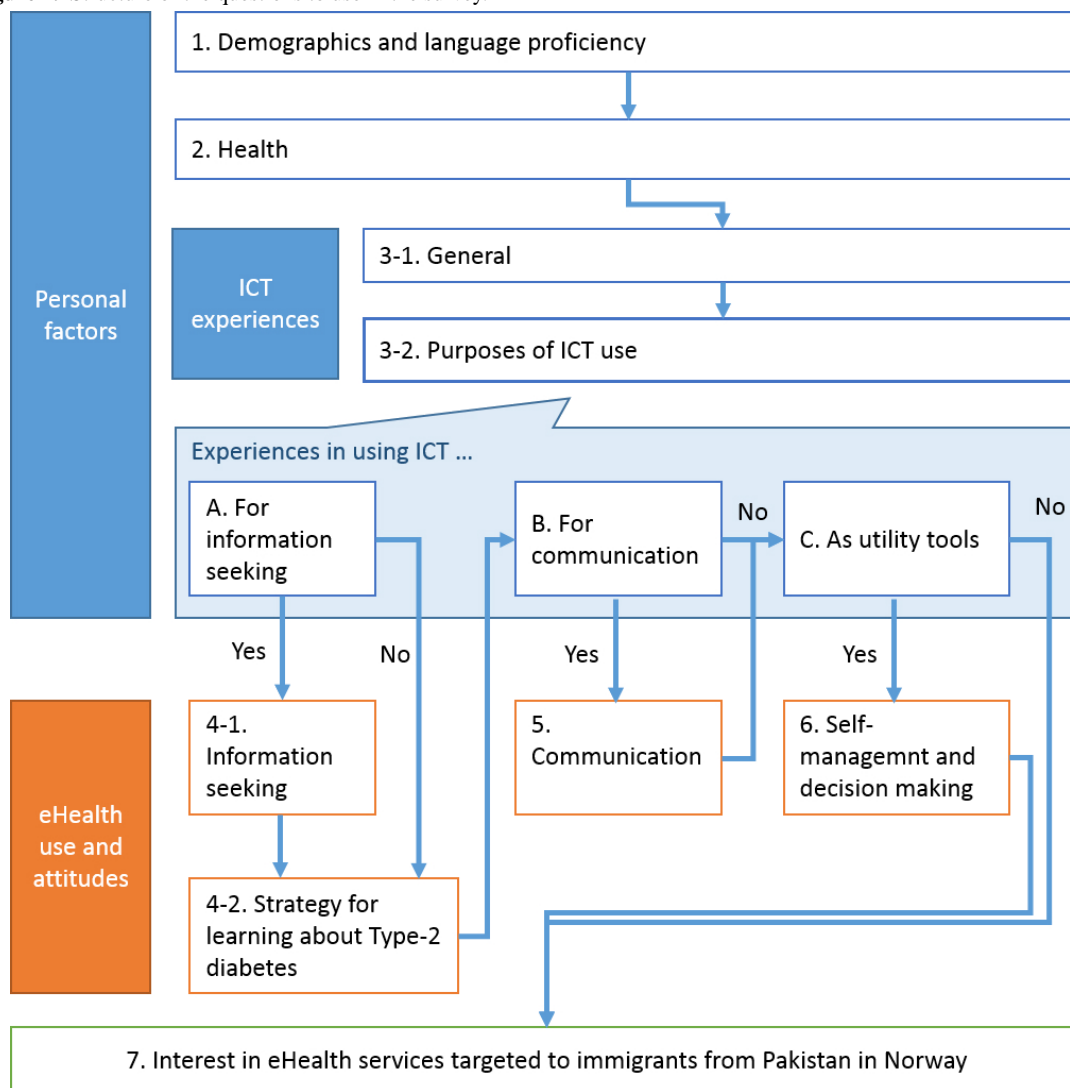 1. Demographics and language proficiency
2. Health
Personal
factors
ICT
experiences
3-1. General
3-2. Purposes of ICT use
Experiences in using ICT ...
A. For
information
seeking
B. For
communication
No
C. As utility tools
No
Yes
No
Yes
Yes
eHealth
use and
attitudes
4-1.
Information
seeking
5.
Communication
6. Self-
managemnt and
decision making
4-2. Strategy for
learning about Type-2
diabetes
7. Interest in eHealth services targeted to immigrants from Pakistan in Norway